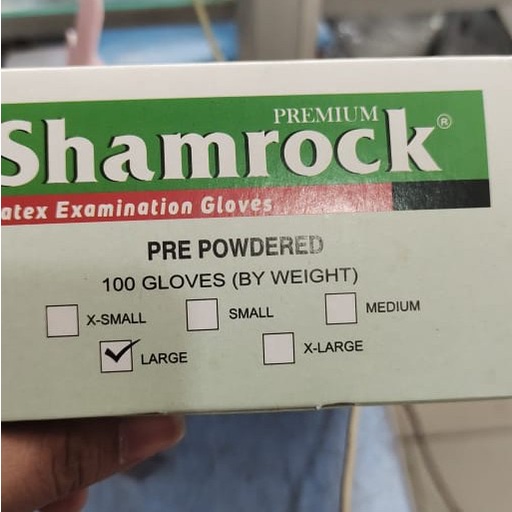 PREMIUM
Shamrock®
atex Examination Gloves
PRE POWDERED
100 GLOVES (BY WEIGHT)
X-SMALL SMALL MEDIUM
LARGE X-LARGE